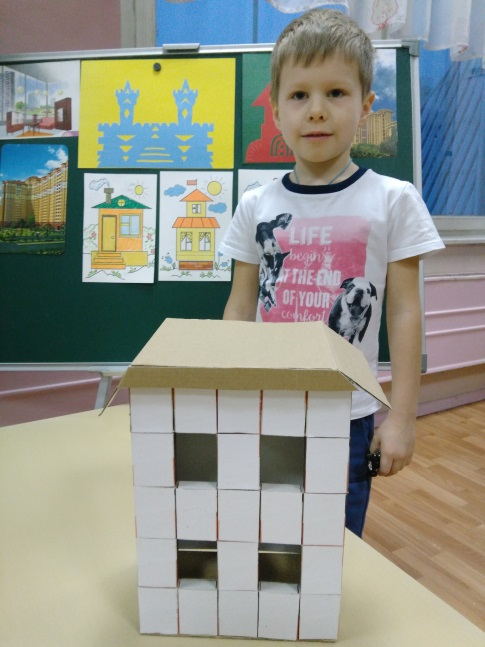 LIFE
begins
AT THE END
OF YOUR
comfort